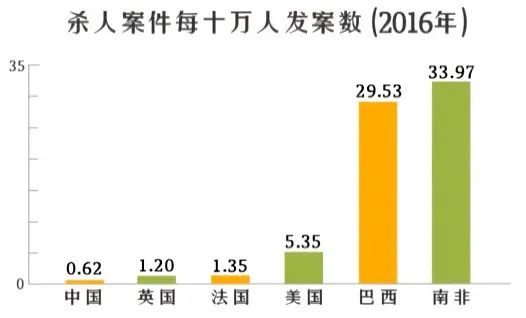 杀人案件每十万人发案数(2016年)
35
33.97
29.53
5.35
0.62
1.20
1.35
0
中国
英国
法国
美国
巴西
南非